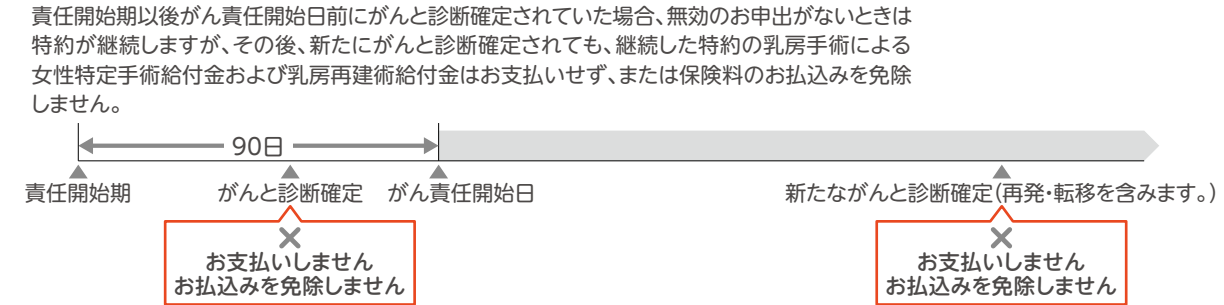 責任開始期以後がん責任開始日前にがんと診断確定されていた場合、無効のお申出がないときは
特約が継続しますが、その後、新たにがんと診断確定されても、継続した特約の乳房手術による
女性特定手術給付金および乳房再建術給付金はお支払いせず、または保険料のお払込みを免除
しません。
90日
責任開始期
がんと診断確定
がん責任開始日
新たながんと診断確定(再発・転移を含みます。)
お支払いしません
お払込みを免除しません
お支払いしません
お払込みを免除しません